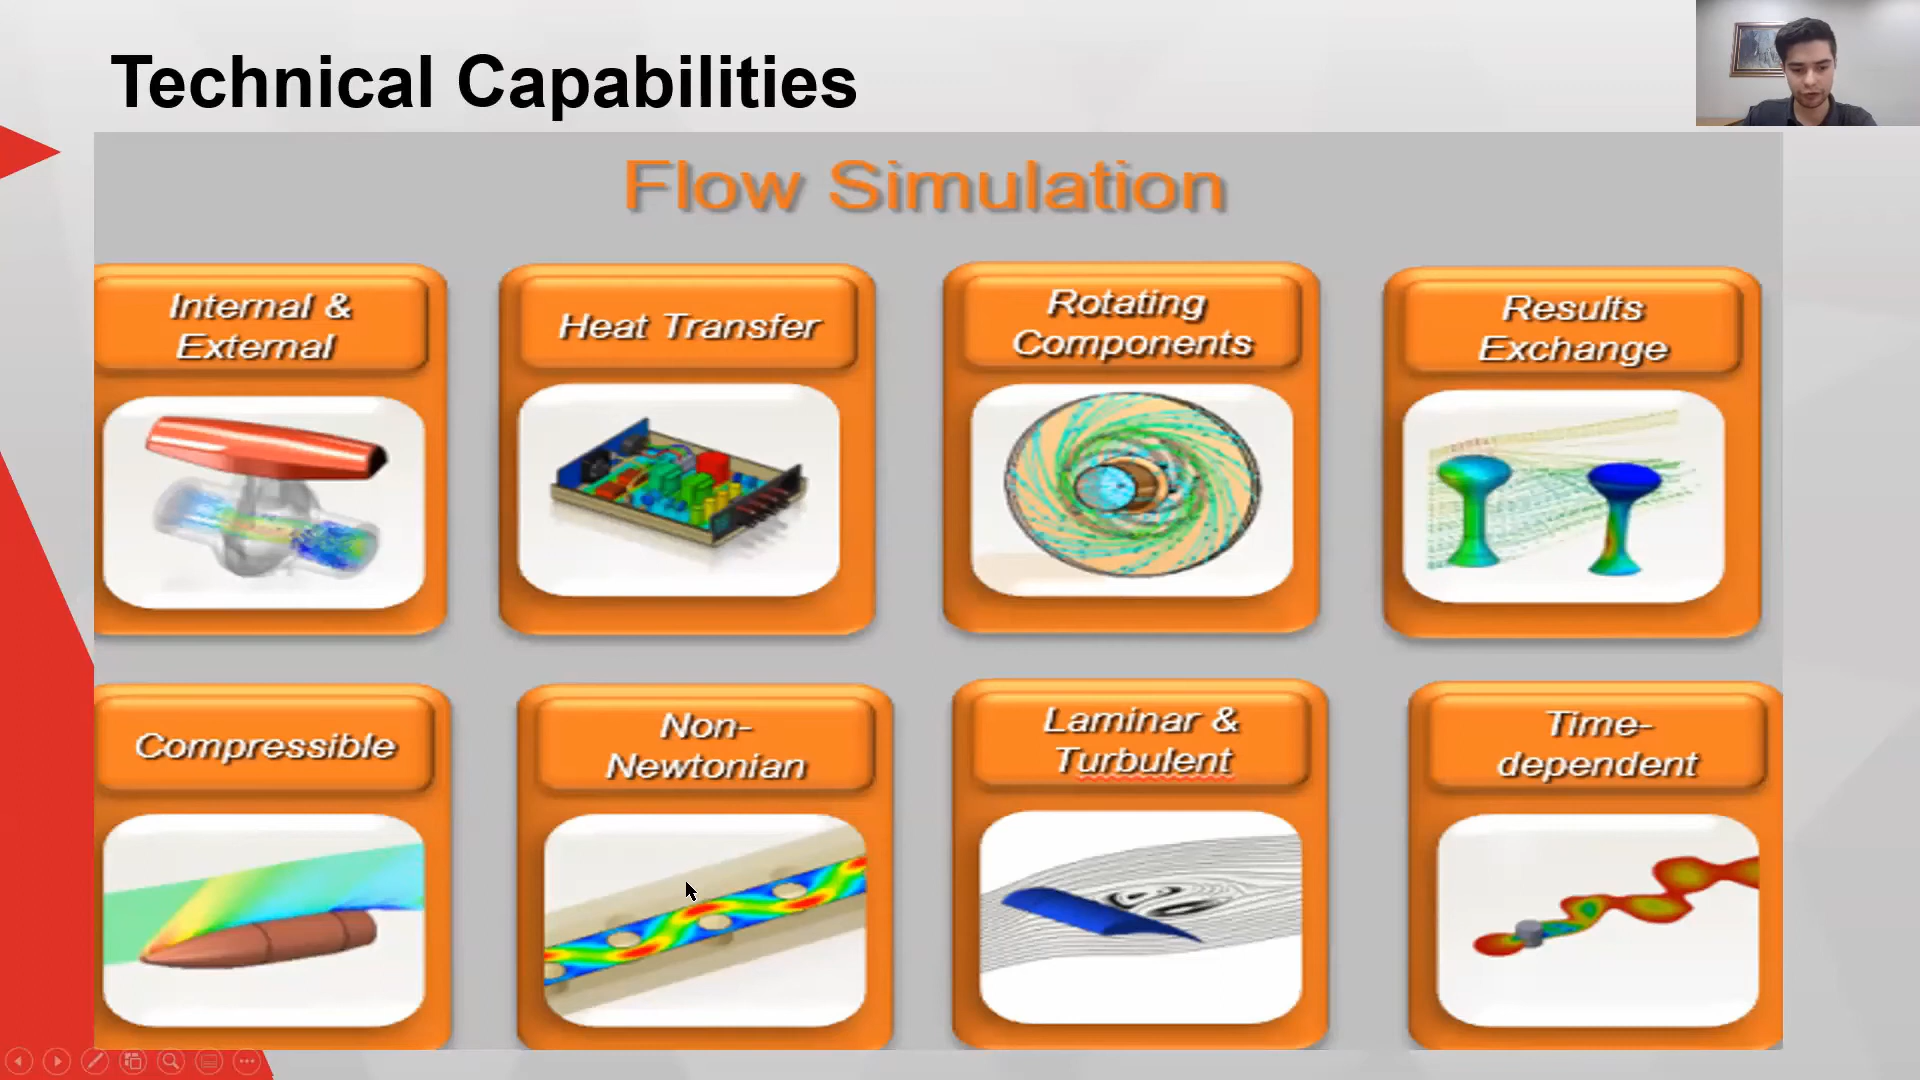 Technical Capabilities
Flow Simulation
Internal &
External
Heat Transfer
Rotating
Components
Results
Exchange
Compressible
Non-
Newtonian
Laminar &
Turbulent
Time-
dependent